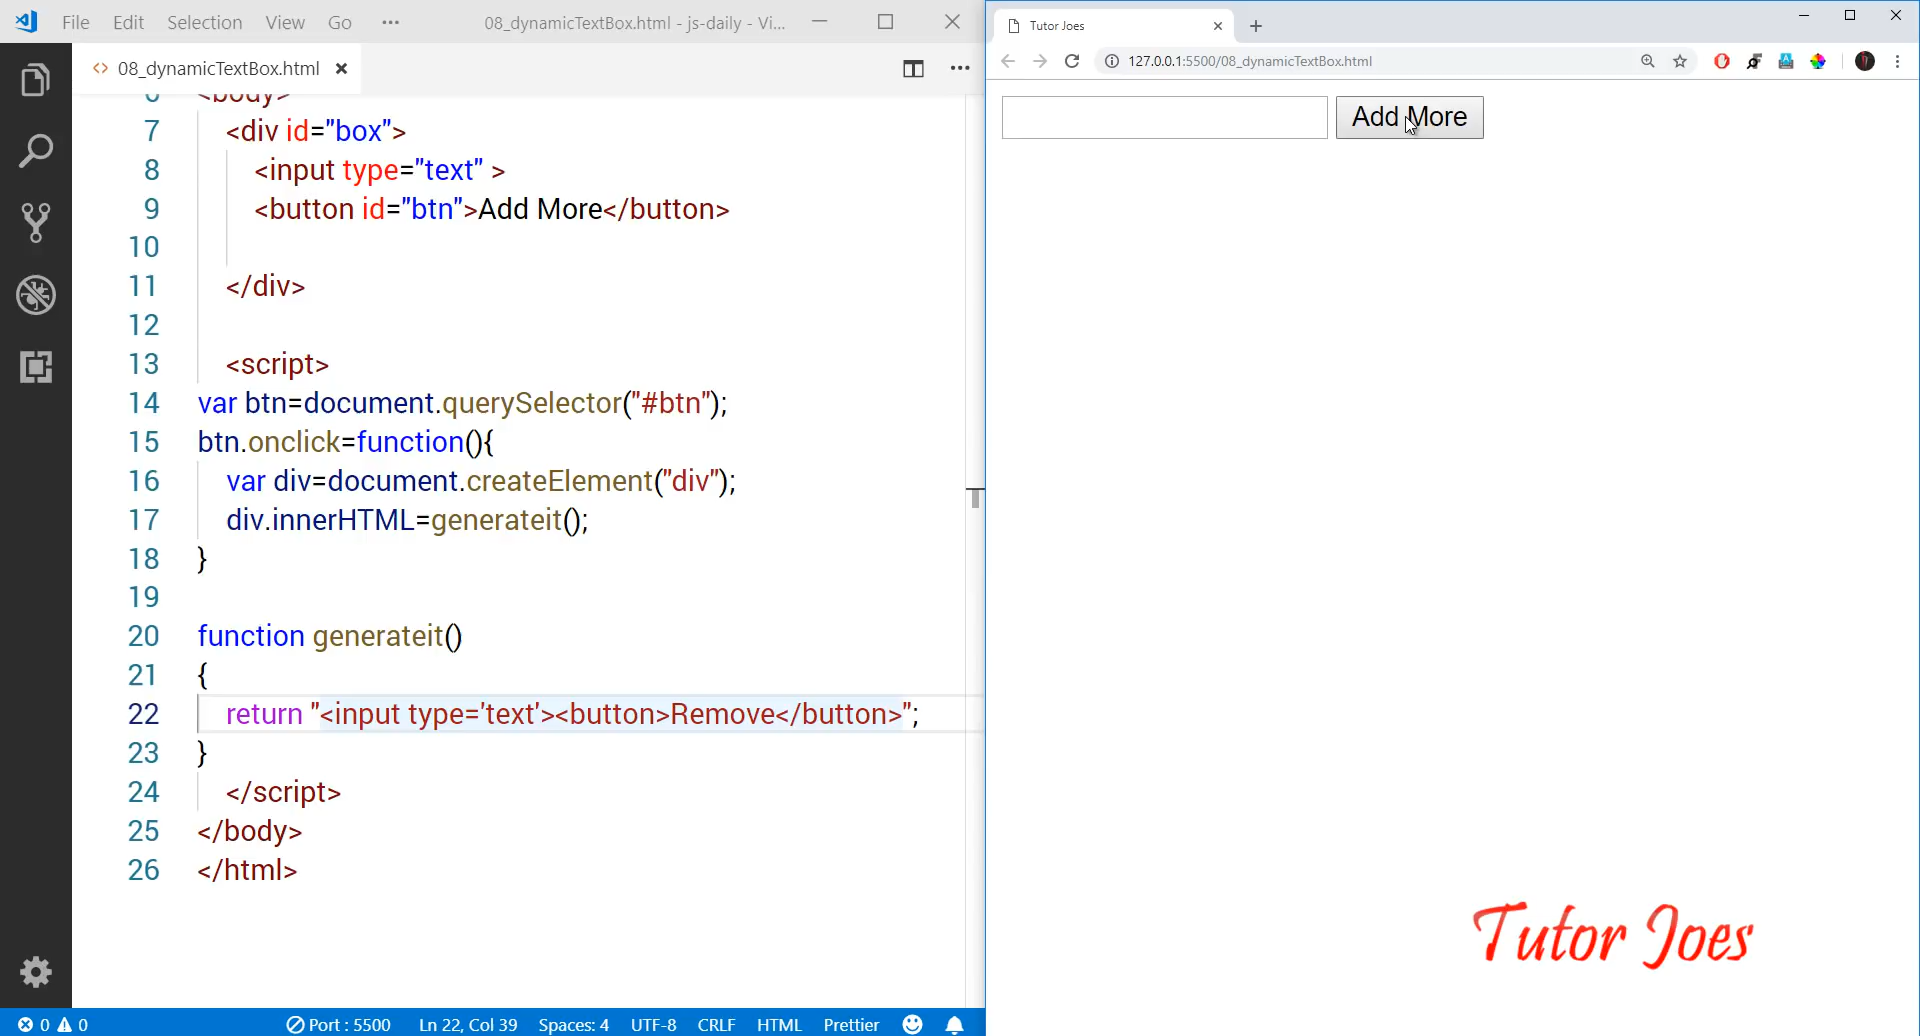 File Edit Selection View Go ··· 08_dynamicTextBox.html - js-daily - Vi...
08_dynamicTextBox.html
6 <body>
7 <div id="box">
8 <input type="text" >
9 <button id="btn">Add More</button>
10
11 </div>
12
13 <script>
14 var btn=document.querySelector("#btn");
15 btn.onclick=function(){
16 var div=document.createElement("div");
17 div.innerHTML=generateit();
18 }
19
20 function generateit()
21 {
22 return "<input type='text'><button>Remove</button>";
23 }
24 </script>
25 </body>
26 </html>
0 0 Port : 5500 Ln 22, Col 39 Spaces: 4 UTF-8 CRLF HTML Prettier
Tutor Joes
127.0.0.1:5500/08_dynamicTextBox.html
Add More
Tutor Joes